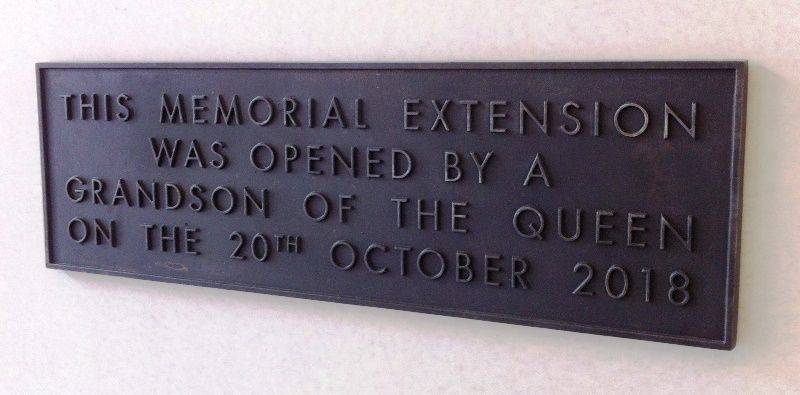 THIS MEMORIAL EXTENSION
WAS OPENED BY A
GRANDSON OF THE QUEEN
ON THE 20TH OCTOBER 2018